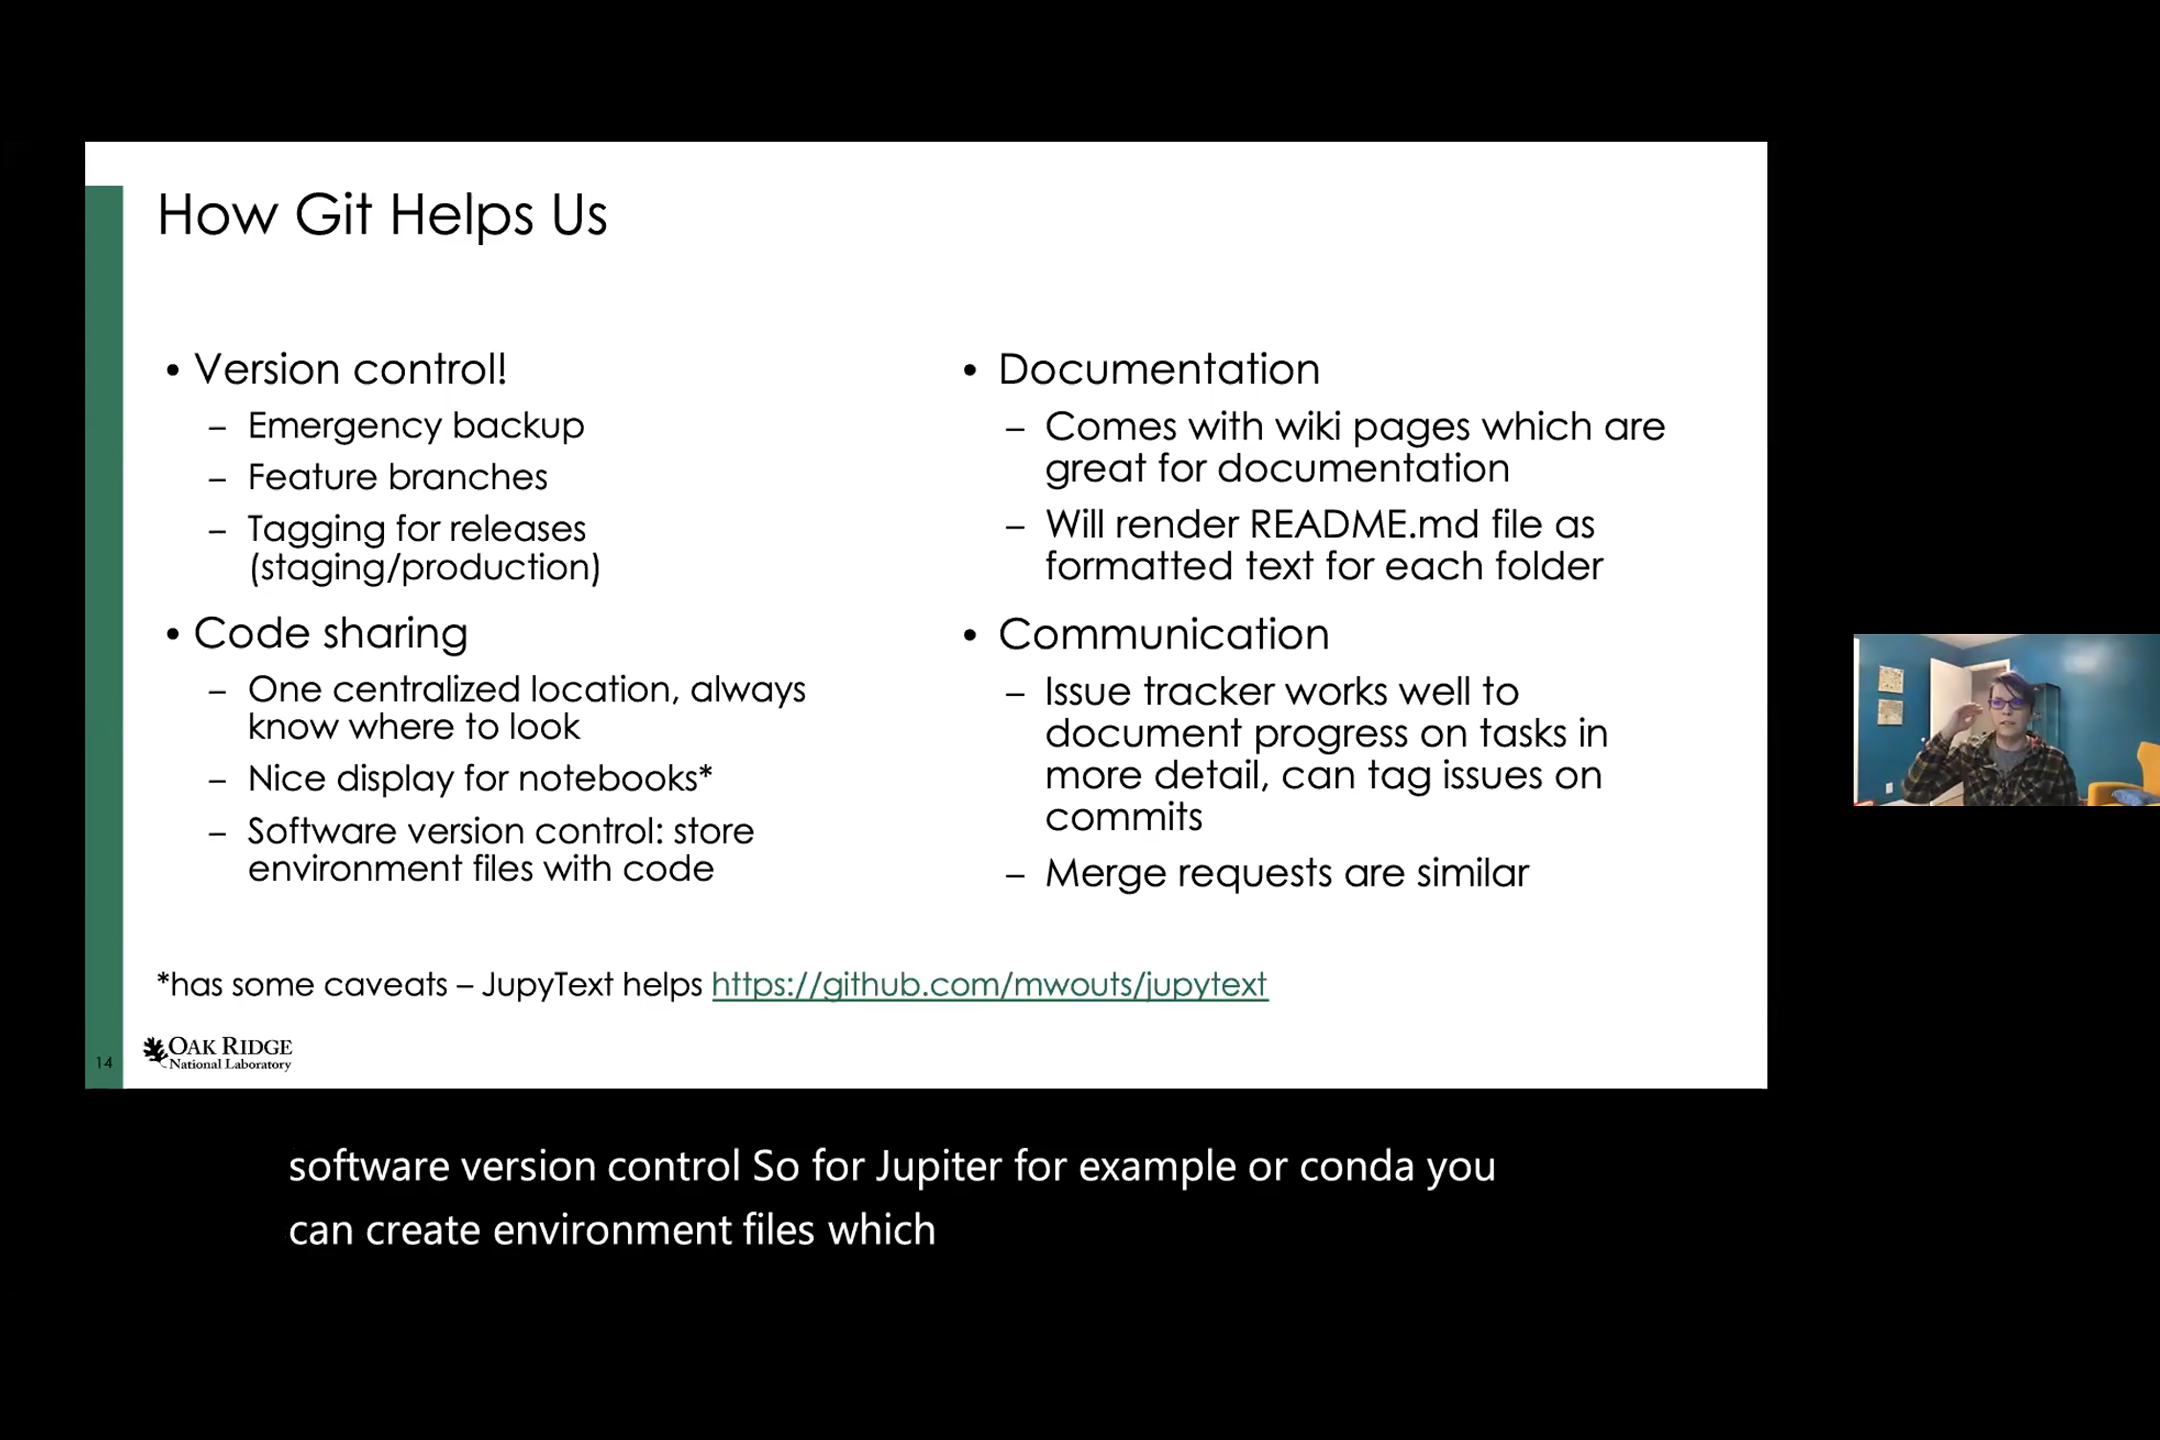 How Git Helps Us
• Version control!
– Emergency backup
– Feature branches
– Tagging for releases
(staging/production)
• Code sharing
– One centralized location, always
know where to look
– Nice display for notebooks*
– Software version control: store
environment files with code
• Documentation
– Comes with wiki pages which are
great for documentation
– Will render README.md file as
formatted text for each folder
• Communication
– Issue tracker works well to
document progress on tasks in
more detail, can tag issues on
commits
– Merge requests are similar
*has some caveats – JupyText helps https://github.com/mwouts/jupytext
14
OAK RIDGE
National Laboratory
software version control So for Jupiter for example or conda you
can create environment files which